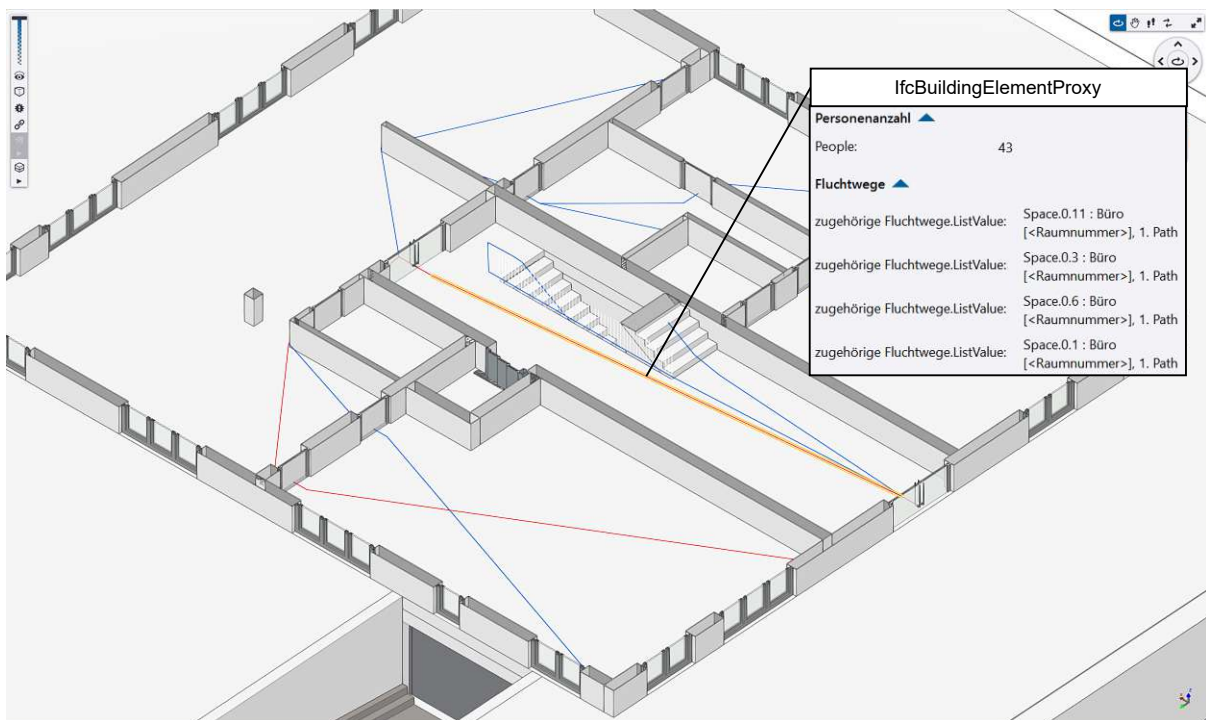 IfcBuildingElementProxy
Personenanzahl
People: 43
Fluchtwege
zugehörige Fluchtwege.ListValue: Space.0.11 : Büro
[<Raumnummer>], 1. Path
zugehörige Fluchtwege.ListValue: Space.0.3 : Büro
[<Raumnummer>], 1. Path
zugehörige Fluchtwege.ListValue: Space.0.6 : Büro
[<Raumnummer>], 1. Path
zugehörige Fluchtwege.ListValue: Space.0.1 : Büro
[<Raumnummer>], 1. Path